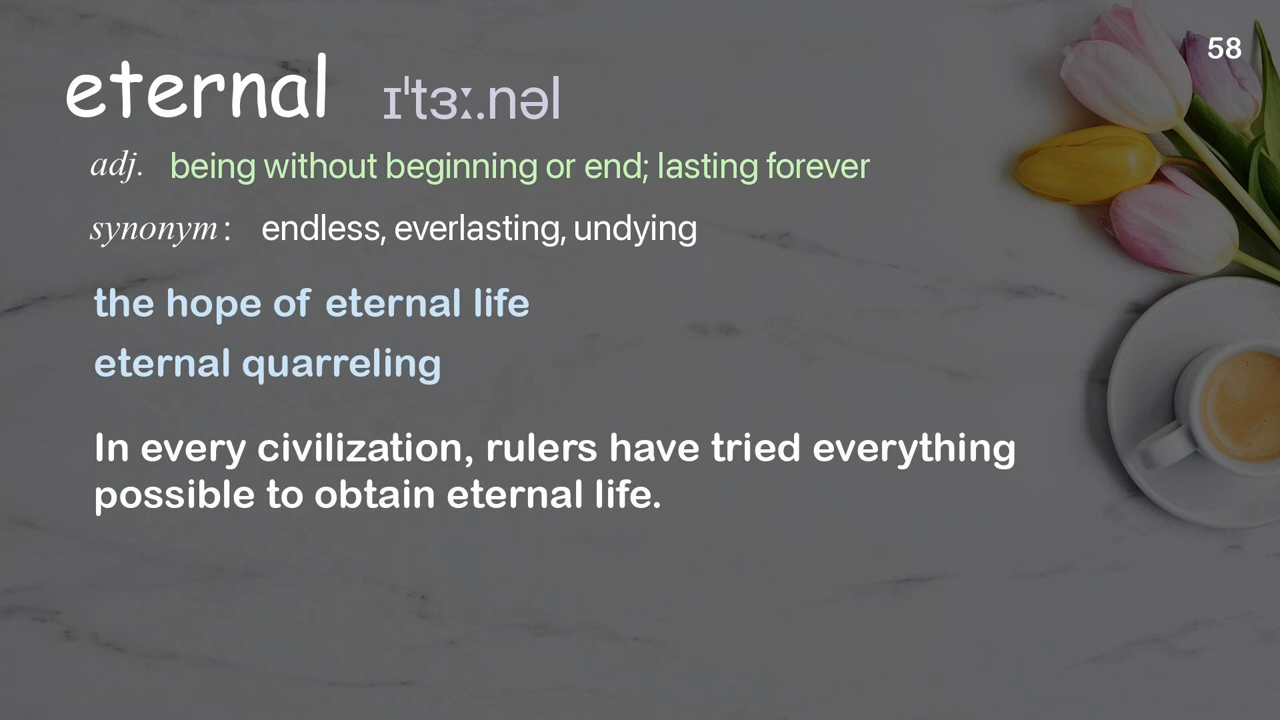 58
eternal ɪˈtɜː.nəl
adj. being without beginning or end; lasting forever
synonym: endless, everlasting, undying
the hope of eternal life
eternal quarreling
In every civilization, rulers have tried everything
possible to obtain eternal life.